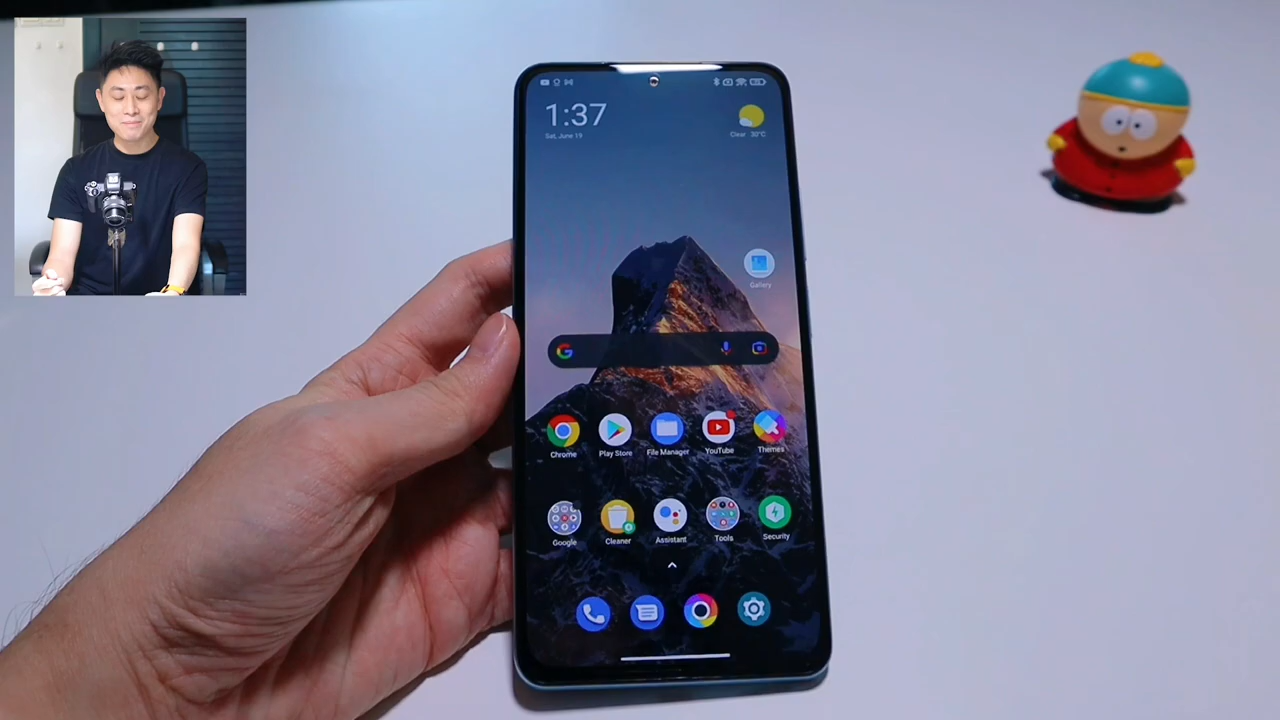 1:37
Sat, June 19
Clear 30°C
Gallery
Chrome
Play Store
File Manager
YouTube
Themes
Google
Cleaner
Assistant
Tools
Security